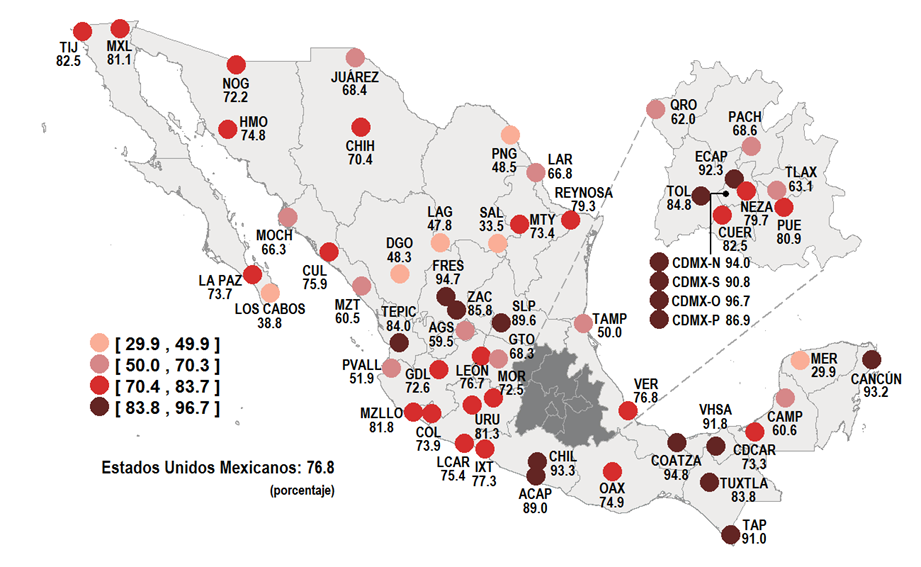 TIJ
82.5
MXL
81.1
NOG
72.2
JUÁREZ
68.4
HMO
74.8
CHIH
70.4
PNG
48.5
LAR
66.8
REYNOSA
79.3
LAG
47.8
SAL
33.5
MTY
73.4
MOCH
66.3
DGO
48.3
CUL
75.9
LA PAZ
73.7
LOS CABOS
38.8
MZT
60.5
FRES
94.7
ZAC
85.8
SLP
89.6
TEPIC
84.0
AGS
59.5
GTO
68.3
TAMP
50.0
PVALL
51.9
GDL
72.6
LEÓN
76.7
MOR
72.5
MZLLO
81.8
COL
73.9
URU
81.3
LCAR
75.4
IXT
77.3
CHIL
93.3
ACAP
89.0
OAX
74.9
VER
76.8
COATZA
94.8
VHSA
91.8
TUXTLA
83.8
TAP
91.0
CDCAR
73.3
CAMP
60.6
MER
29.9
CANCÚN
93.2
QRO
62.0
PACH
68.6
ECAP
92.3
TLAX
63.1
TOL
84.8
NEZA
79.7
CUER
82.5
PUE
80.9
CDMX-N 94.0
CDMX-S 90.8
CDMX-O 96.7
CDMX-P 86.9
[ 29.9 , 49.9 ]
[ 50.0 , 70.3 ]
[ 70.4 , 83.7 ]
[ 83.8 , 96.7 ]
Estados Unidos Mexicanos: 76.8
(porcentaje)